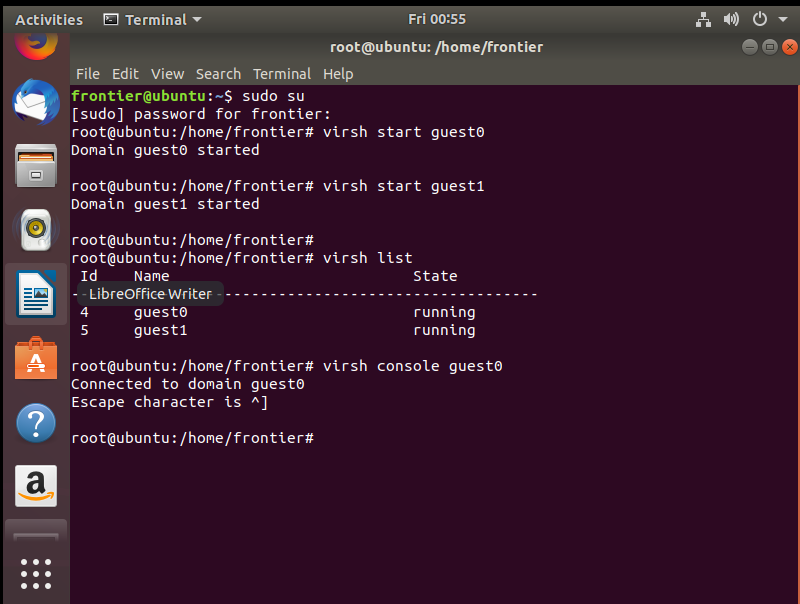 Activities Terminal Fri 00:55
root@ubuntu: /home/frontier
File Edit View Search Terminal Help
frontier@ubuntu:~$ sudo su
[sudo] password for frontier:
root@ubuntu:/home/frontier# virsh start guest0
Domain guest0 started
root@ubuntu:/home/frontier# virsh start guest1
Domain guest1 started
root@ubuntu:/home/frontier#
root@ubuntu:/home/frontier# virsh list
Id Name State
LibreOffice Writer -----------------------------------
4 guest0 running
5 guest1 running
root@ubuntu:/home/frontier# virsh console guest0
Connected to domain guest0
Escape character is ^]
root@ubuntu:/home/frontier#